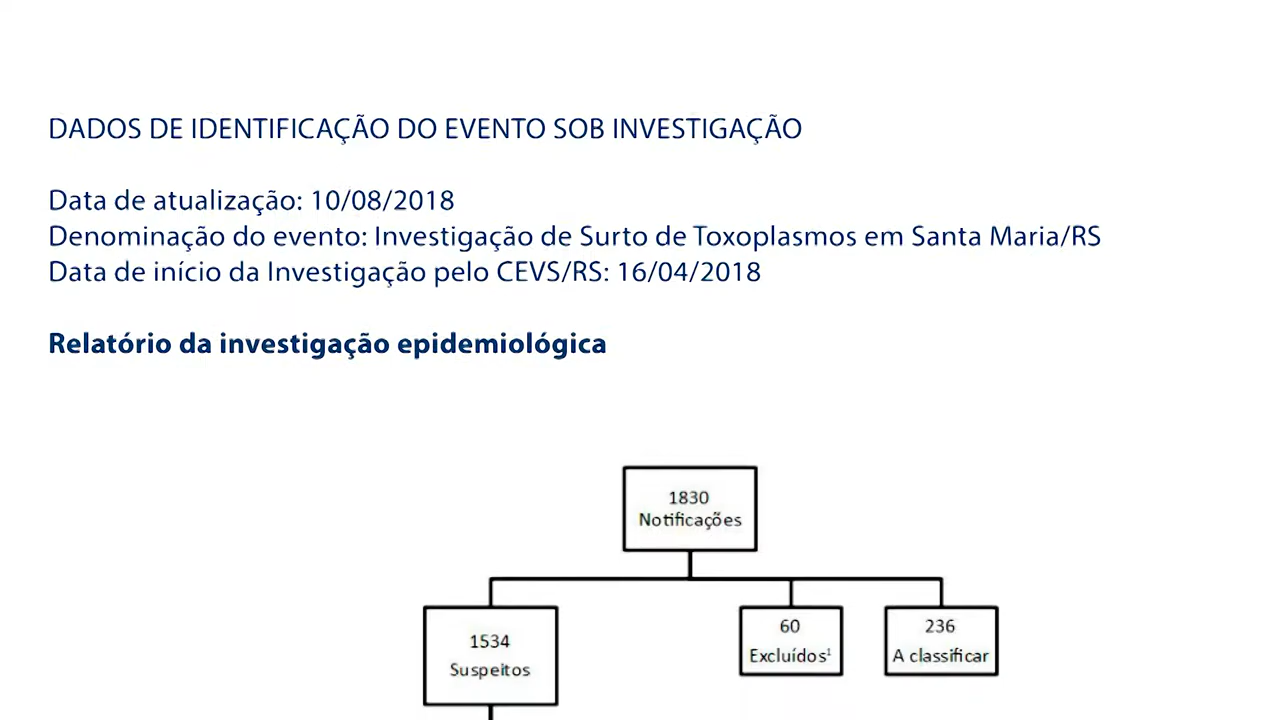 DADOS DE IDENTIFICAÇÃO DO EVENTO SOB INVESTIGAÇÃO
Data de atualização: 10/08/2018
Denominação do evento: Investigação de Surto de Toxoplasmos em Santa Maria/RS
Data de início da Investigação pelo CEVS/RS: 16/04/2018
Relatório da investigação epidemiológica
1830
Notificações
1534
Suspeitos
60
Excluídos¹
236
A classificar